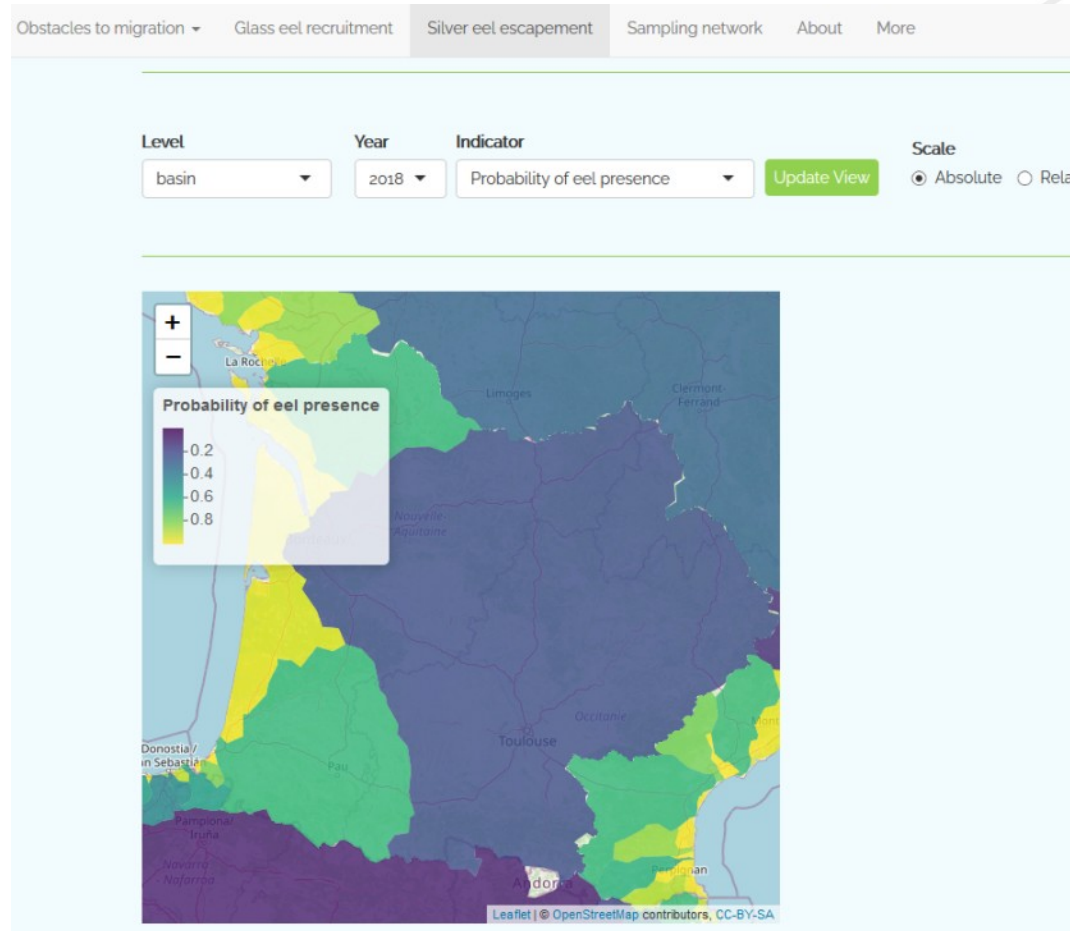 Obstacles to migration Glass eel recruitment Silver eel escapement Sampling network About More
Level Year Indicator Scale
basin 2018 Probability of eel presence Update View Absolute Rela
+
−
La Roc
Limoges
Clermont-
Ferrand
Probability of eel presence
0.2
0.4
0.6
0.8
Nouvelle-
Aquitaine
Occitanie
Toulouse
Mont
Donostia /
n Sebastián
Pau
Pamplona/
Iruña
Navarra
- Nafarroa
Perpignan
Andorra
Leaflet | © OpenStreetMap contributors, CC-BY-SA